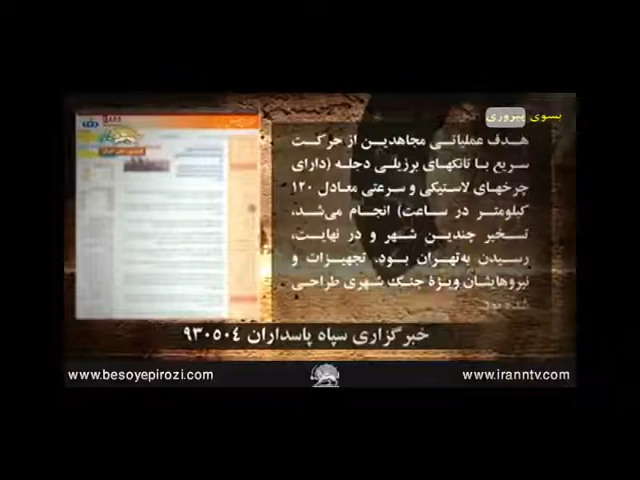 بسوی پیروزی
هدف عملیاتی مجاهدین از حرکت
سریع با تانکهای برزیلی دجله (دارای
چرخهای لاستیکی و سرعتی معادل ۱۲۰
کیلومتر در ساعت) انجام می‌شد،
تسخیر چندین شهر و در نهایت،
رسیدن به‌تهران بود. تجهیزات و
نیروهایشان ویژهٔ جنگ شهری طراحی
شده بود
خبرگزاری سپاه پاسداران ۹۳۰۵۰۴
www.besoyepirozi.com
www.iranntv.com